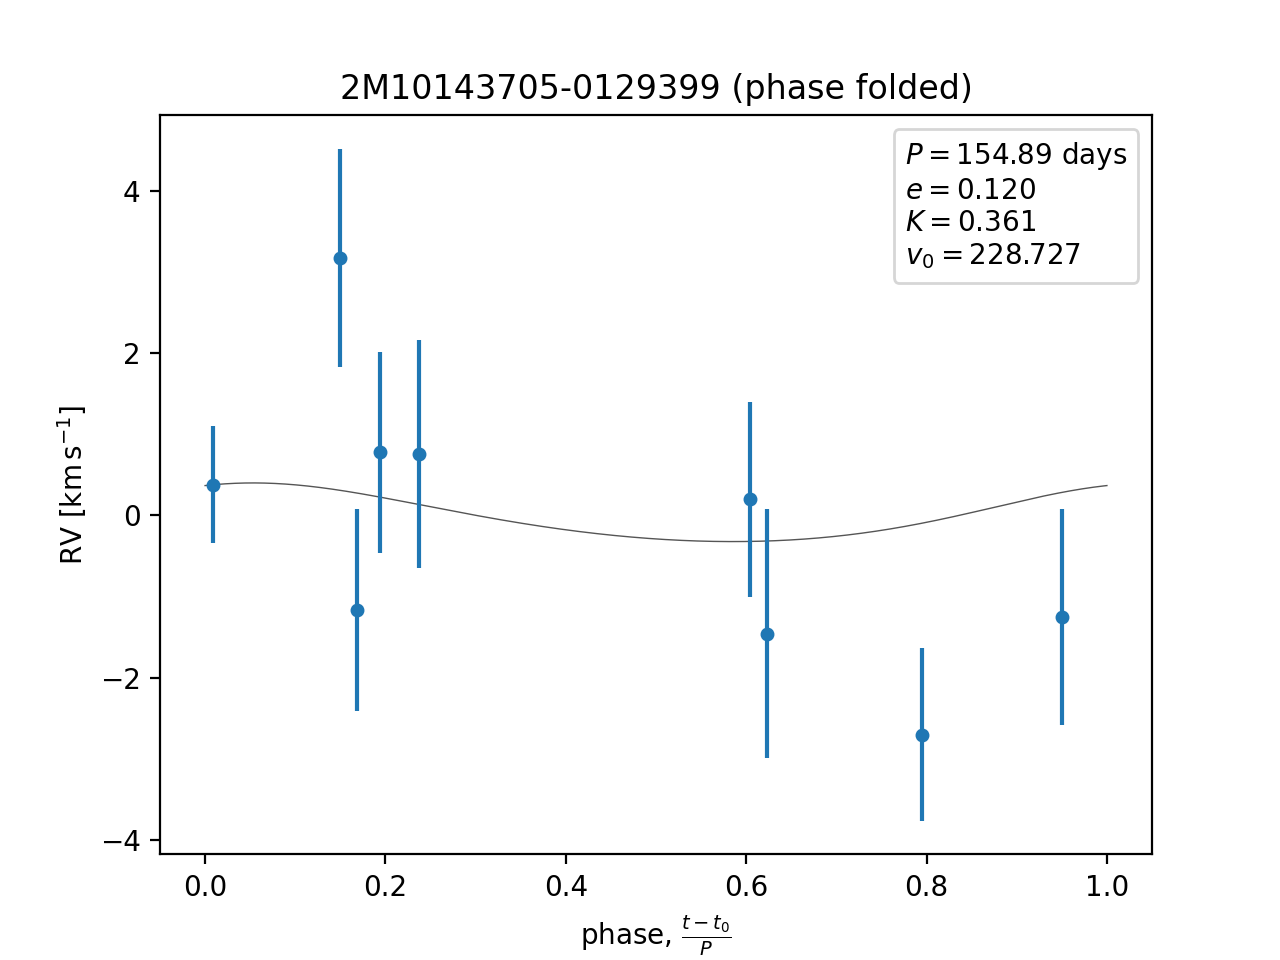 2M10143705-0129399 (phase folded)
P = 154.89 days
e = 0.120
K = 0.361
v₀ = 228.727
RV [km s⁻¹]
4
2
0
−2
−4
0.0 0.2 0.4 0.6 0.8 1.0
phase, (t − t₀)/P